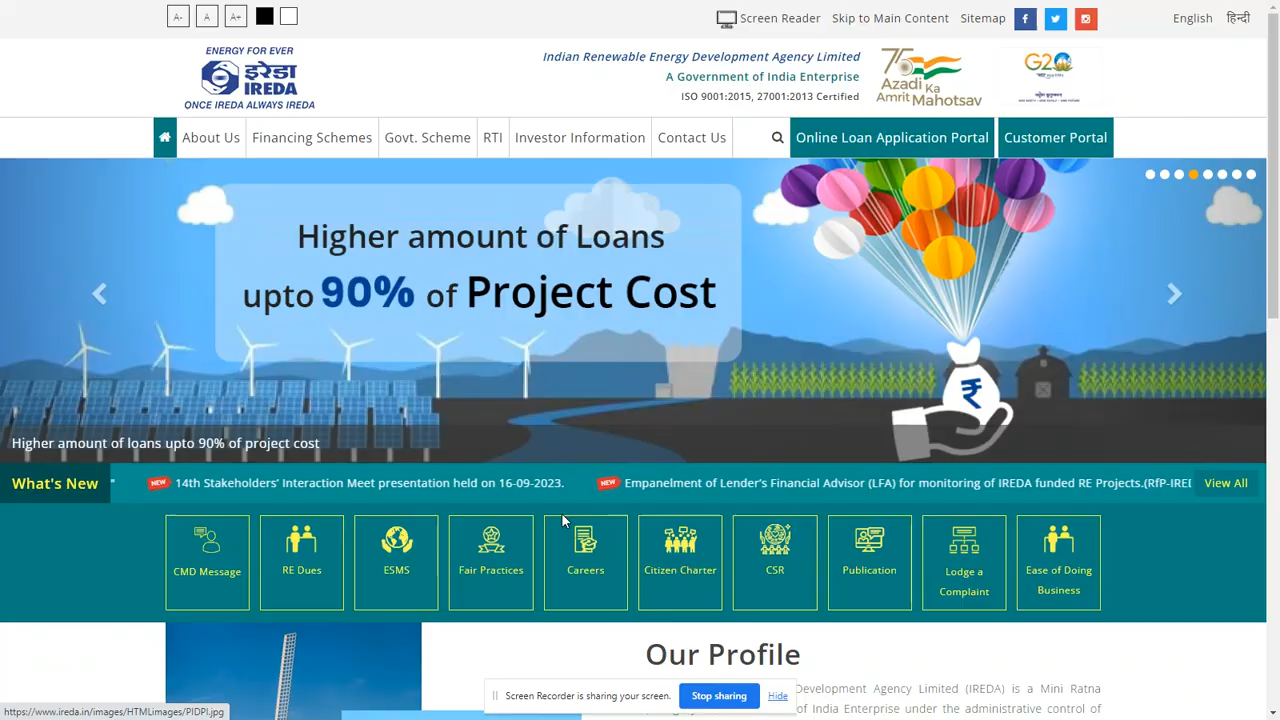 A-
A
A+
Screen Reader
Skip to Main Content
Sitemap
English
हिन्दी
ENERGY FOR EVER
इरेडा
IREDA
ONCE IREDA ALWAYS IREDA
Indian Renewable Energy Development Agency Limited
A Government of India Enterprise
ISO 9001:2015, 27001:2013 Certified
75
Azadi Ka
Amrit Mahotsav
G20
About Us
Financing Schemes
Govt. Scheme
RTI
Investor Infnrmation
Contact Us
Online Loan Application Portal
Customer Portal
Higher amount of Loans
upto 90% of Project Cost
₹
Higher amount of loans upto 90% of project cost
What's New
"
NEW
14th Stakeholders' Interaction Meet presentation held on 16-09-2023.
NEW
Empanelment of Lender's Financial Advisor (LFA) for monitoring of IREDA funded RE Projects.(RfP-IREI
View All
CMD Message
RE Dues
ESMS
Fair Practices
Careers
Citizen Charter
CSR
Publication
Lodge a
Complaint
Ease of Doing
Business
Our Profile
Development Agency Limited (IREDA) is a Mini Ratna
of India Enterprise under the administrative control of
Screen Recorder is sharing your screen.
Stop sharing
Hide
https://www.ireda.in/images/HTMLimages/PIDPI.jpg